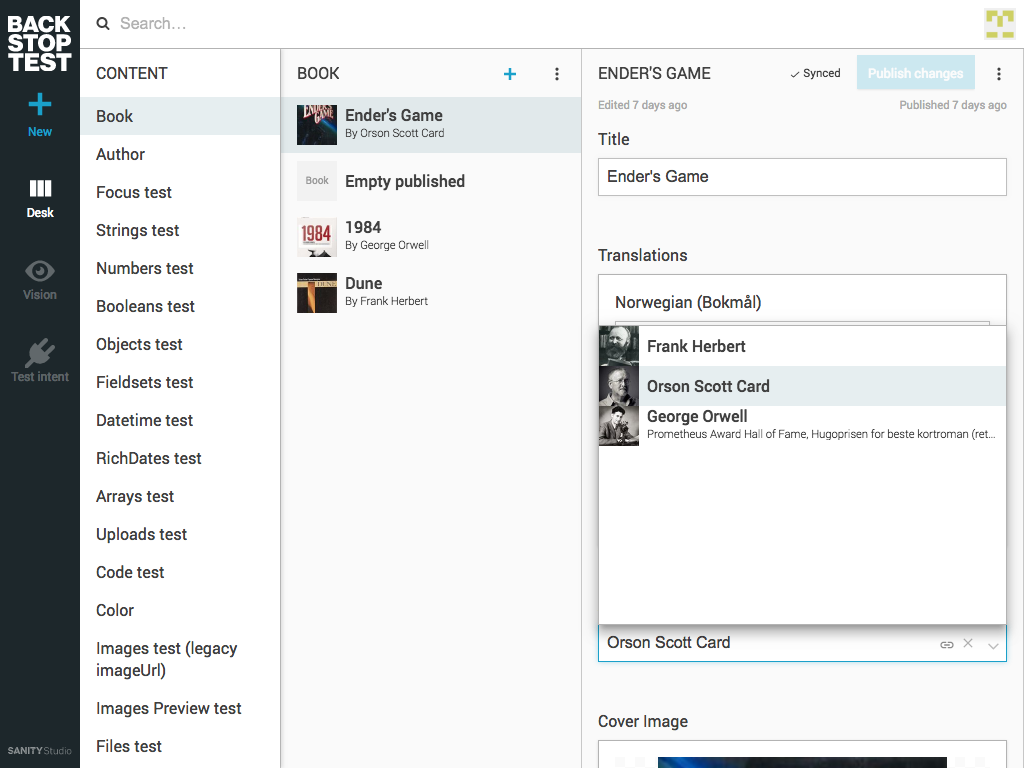 BACK
STOP
TEST
New
Desk
Vision
Test intent
SANITY Studio
Search...
CONTENT
Book
Author
Focus test
Strings test
Numbers test
Booleans test
Objects test
Fieldsets test
Datetime test
RichDates test
Arrays test
Uploads test
Code test
Color
Images test (legacy
imageUrl)
Images Preview test
Files test
BOOK
Ender's Game
By Orson Scott Card
Book
Empty published
1984
1984
By George Orwell
DUNE
Dune
By Frank Herbert
ENDER'S GAME
Synced
Publish changes
Edited 7 days ago
Published 7 days ago
Title
Ender's Game
Translations
Norwegian (Bokmål)
Frank Herbert
Orson Scott Card
George Orwell
Prometheus Award Hall of Fame, Hugoprisen for beste kortroman (ret...
Orson Scott Card
Cover Image